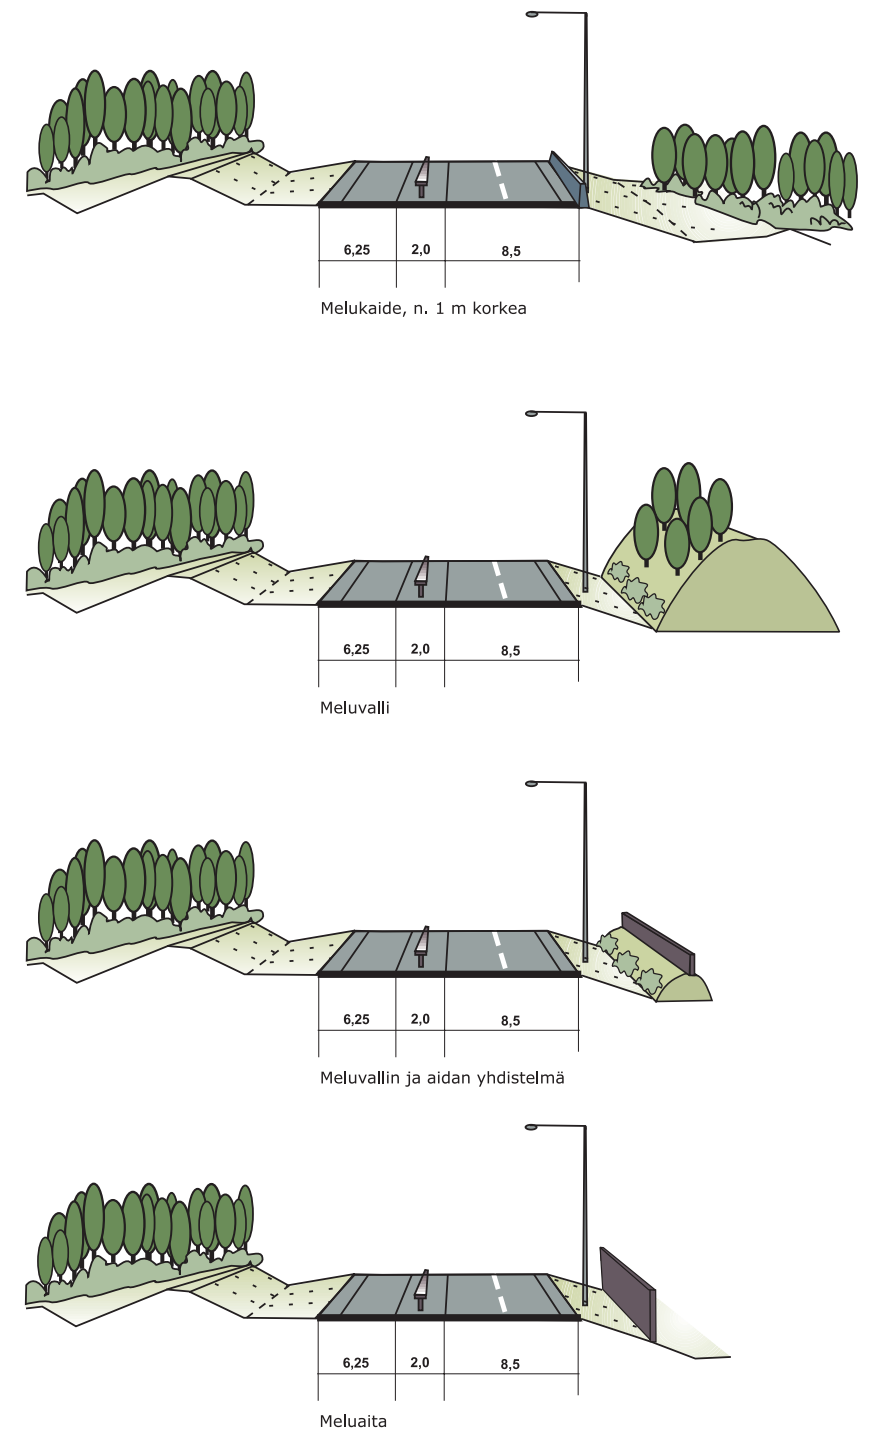 6,25 2,0 8,5
Melukaide, n. 1 m korkea
6,25 2,0 8,5
Meluvalli
6,25 2,0 8,5
Meluvallin ja aidan yhdistelmä
6,25 2,0 8,5
Meluaita